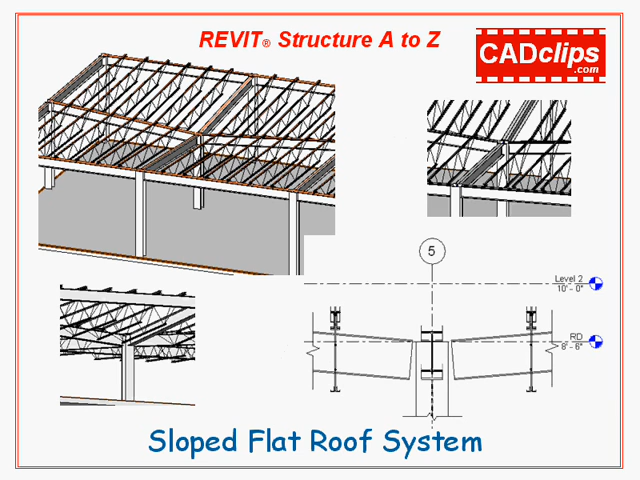 REVIT® Structure A to Z
CADclips
.com
5
Level 2
10' - 0"
RD
8' - 6"
Sloped Flat Roof System